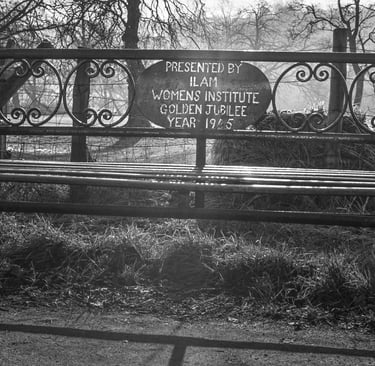 PRESENTED BY
ILAM
WOMENS INSTITUTE
GOLDEN JUBILEE
YEAR 1965